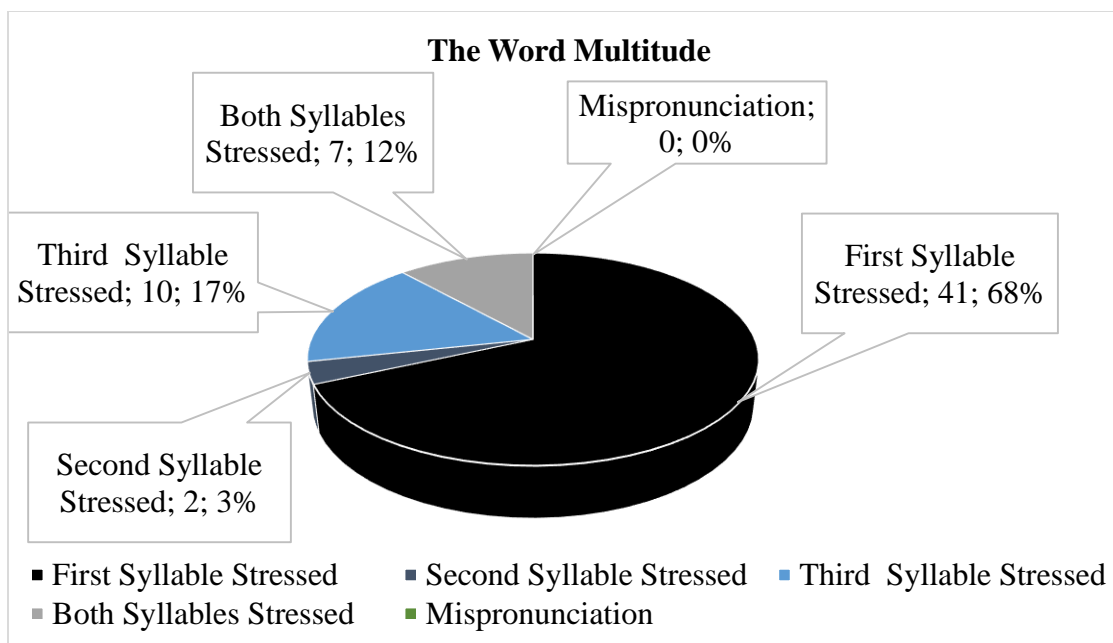 The Word Multitude
Both Syllables
Stressed; 7; 12%
Mispronunciation;
0; 0%
Third  Syllable
Stressed; 10; 17%
First Syllable
Stressed; 41; 68%
Second Syllable
Stressed; 2; 3%
First Syllable Stressed
Second Syllable Stressed
Third  Syllable Stressed
Both Syllables Stressed
Mispronunciation